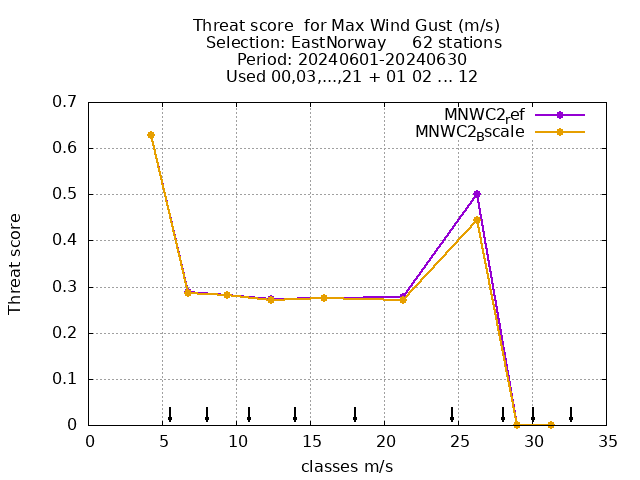 Threat score  for Max Wind Gust (m/s)
Selection: EastNorway     62 stations
Period: 20240601-20240630
Used 00,03,...,21 + 01 02 ... 12
MNWC2ref
MNWC2Bscale
0.7
0.6
0.5
0.4
0.3
0.2
0.1
0
Threat score
0 5 10 15 20 25 30 35
classes m/s